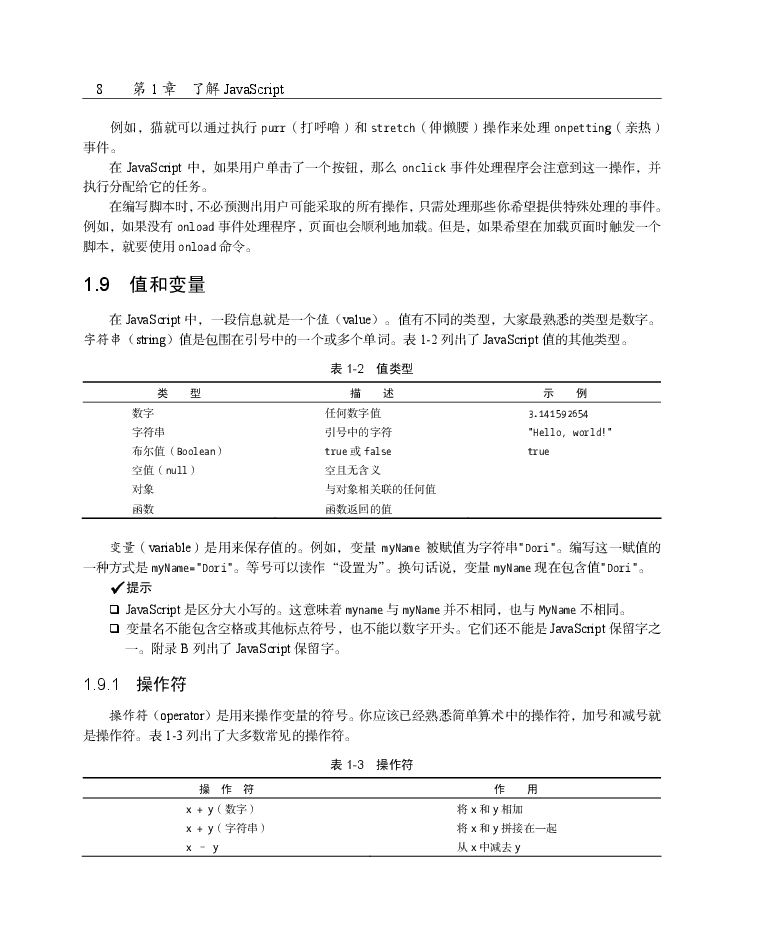 8 第 1 章 了解 JavaScript
例如，猫就可以通过执行 purr（打呼噜）和 stretch（伸懒腰）操作来处理 onpetting（亲热）
事件。
在 JavaScript 中，如果用户单击了一个按钮，那么 onclick 事件处理程序会注意到这一操作，并
执行分配给它的任务。
在编写脚本时，不必预测出用户可能采取的所有操作，只需处理那些你希望提供特殊处理的事件。
例如，如果没有 onload 事件处理程序，页面也会顺利地加载。但是，如果希望在加载页面时触发一个
脚本，就要使用 onload 命令。
1.9 值和变量
在 JavaScript 中，一段信息就是一个值（value）。值有不同的类型，大家最熟悉的类型是数字。
字符串（string）值是包围在引号中的一个或多个单词。表 1-2 列出了 JavaScript 值的其他类型。
表 1-2 值类型
类 型 描 述 示 例
数字 任何数字值 3.141592654
字符串 引号中的字符 "Hello, world!"
布尔值（Boolean） true 或 false true
空值（null） 空且无含义
对象 与对象相关联的任何值
函数 函数返回的值
变量（variable）是用来保存值的。例如，变量 myName 被赋值为字符串"Dori"。编写这一赋值的
一种方式是 myName="Dori"。等号可以读作“设置为”。换句话说，变量 myName 现在包含值"Dori"。
✓提示
❑ JavaScript 是区分大小写的。这意味着 myname 与 myName 并不相同，也与 MyName 不相同。
❑ 变量名不能包含空格或其他标点符号，也不能以数字开头。它们还不能是 JavaScript 保留字之
一。附录 B 列出了 JavaScript 保留字。
1.9.1 操作符
操作符（operator）是用来操作变量的符号。你应该已经熟悉简单算术中的操作符，加号和减号就
是操作符。表 1-3 列出了大多数常见的操作符。
表 1-3 操作符
操 作 符 作 用
x + y（数字） 将 x 和 y 相加
x + y（字符串） 将 x 和 y 拼接在一起
x – y 从 x 中减去 y